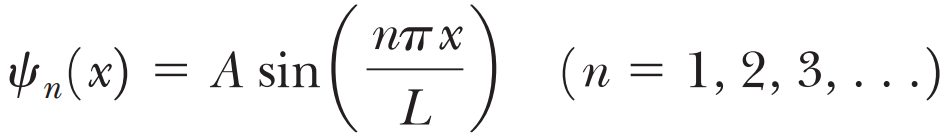 ψₙ(x) = A sin(nπx/L) (n = 1, 2, 3, . . .)